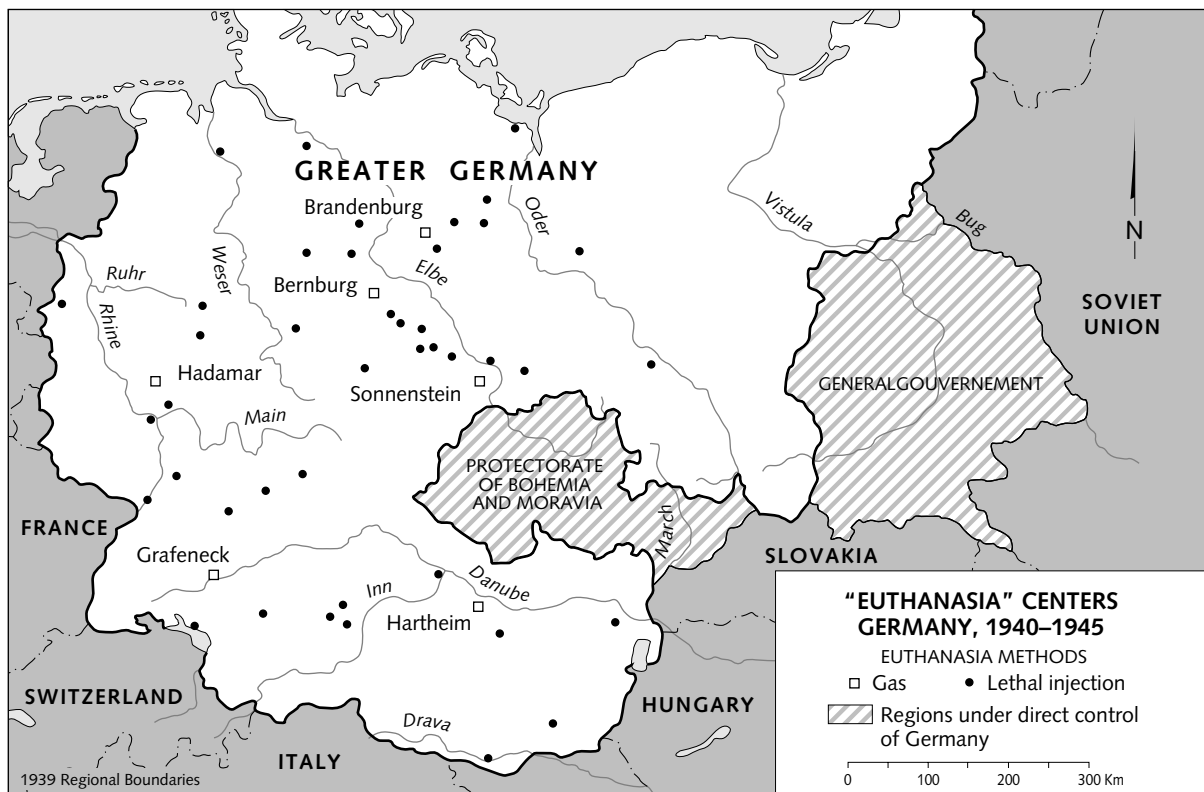 GREATER GERMANY
Brandenburg
Oder
Vistula
Bug
N
Weser
Elbe
Ruhr
Bernburg
Rhine
SOVIET
UNION
Hadamar
Sonnenstein
GENERALGOUVERNEMENT
Main
PROTECTORATE
OF BOHEMIA
AND MORAVIA
March
FRANCE
SLOVAKIA
Grafeneck
Inn
Danube
Hartheim
SWITZERLAND
HUNGARY
Drava
ITALY
1939 Regional Boundaries
“EUTHANASIA” CENTERS
GERMANY, 1940–1945
EUTHANASIA METHODS
Gas Lethal injection
Regions under direct control
of Germany
0 100 200 300 Km